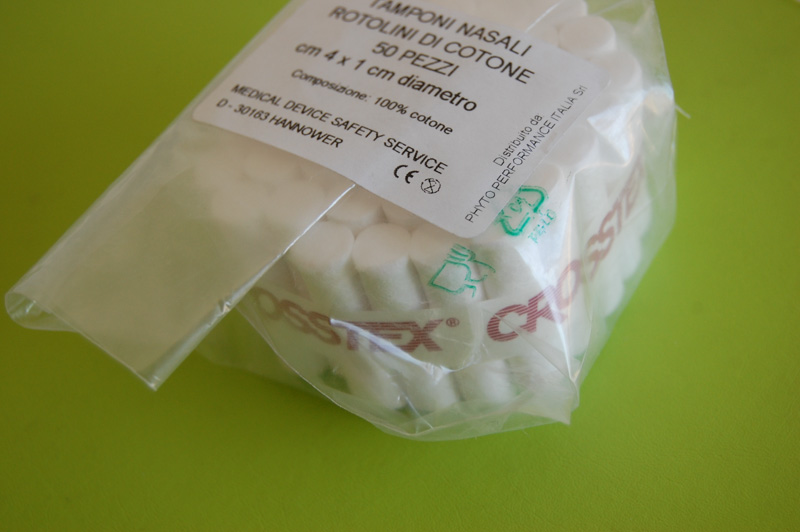 TAMPONI NASALI
ROTOLINI DI COTONE
50 PEZZI
cm 4 x 1 cm diametro
Composizione: 100% cotone
MEDICAL DEVICE SAFETY SERVICE
D - 30163 HANNOWER
CE
Distribuito da
PHYTO PERFORMANCE ITALIA Srl
OSSTEX®
CROSSTEX